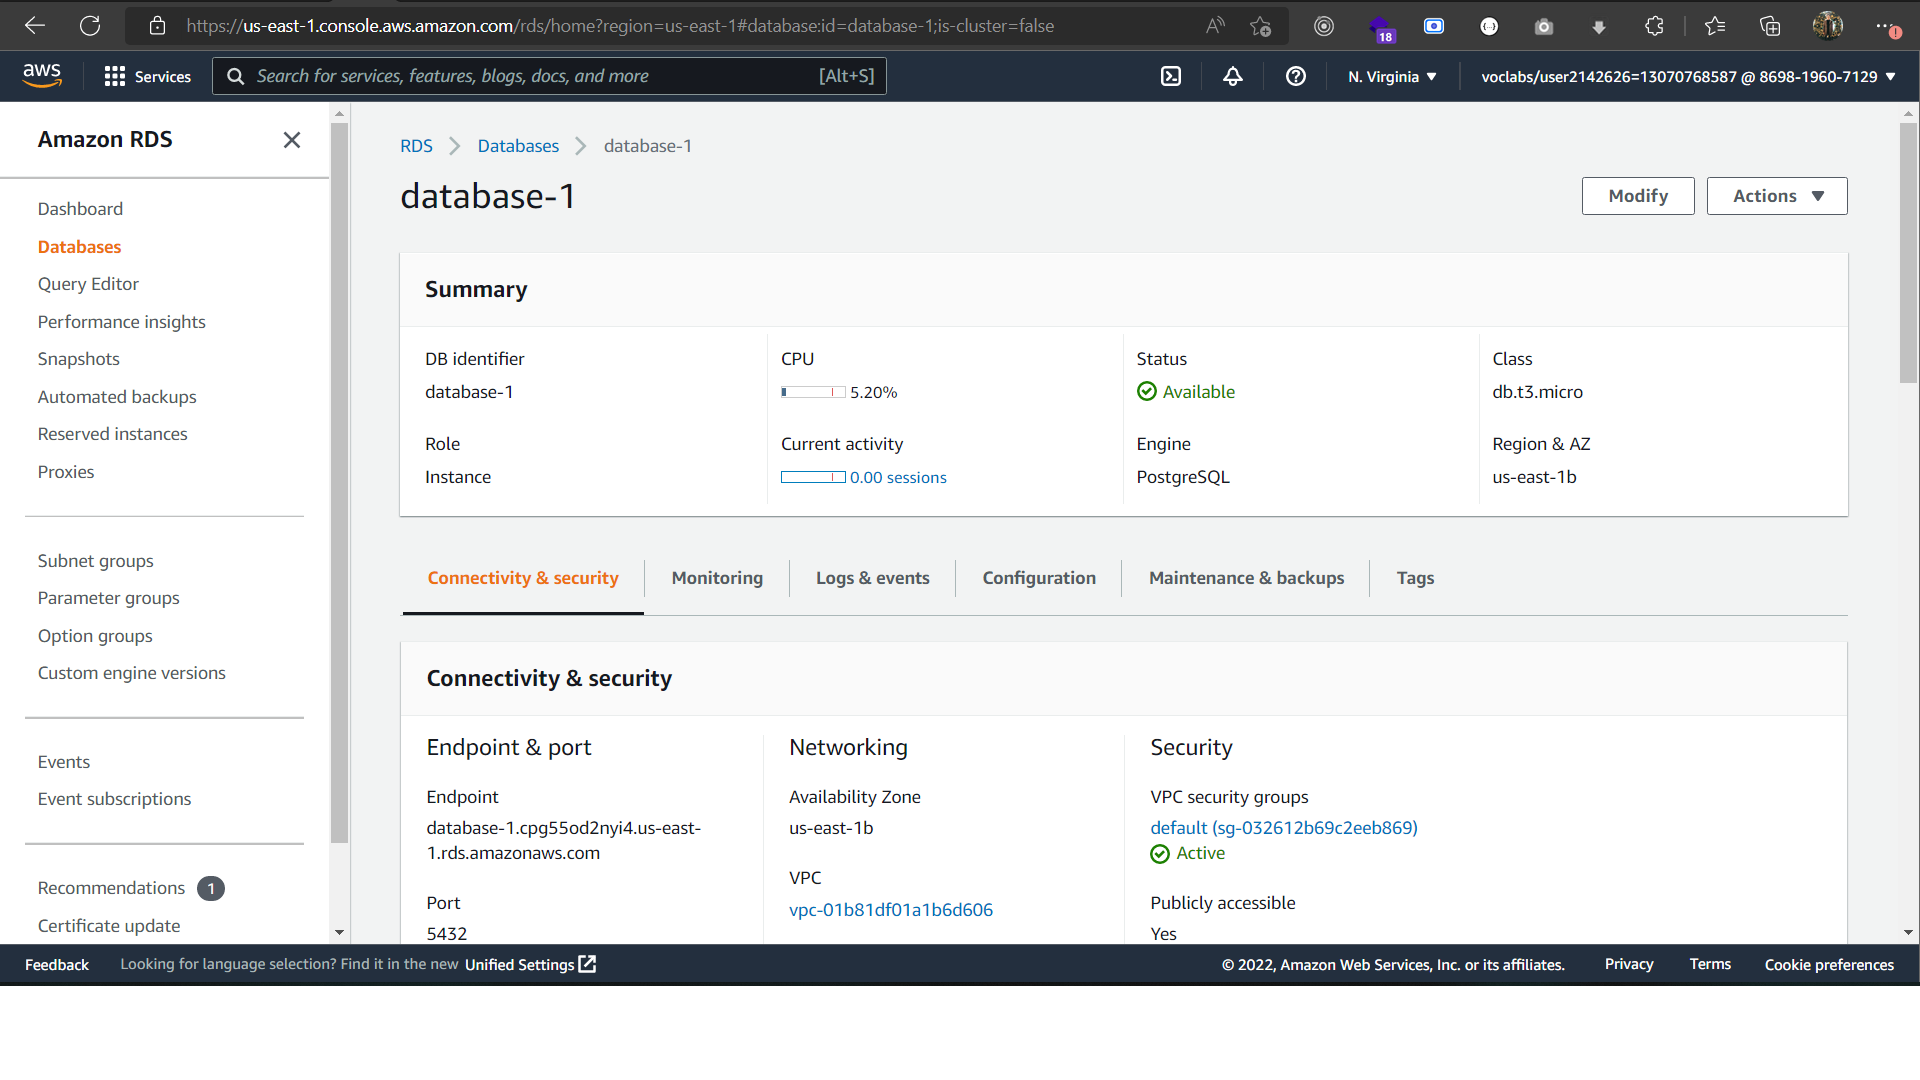 https://us-east-1.console.aws.amazon.com/rds/home?region=us-east-1#database:id=database-1;is-cluster=false
18
aws
Services
Search for services, features, blogs, docs, and more
[Alt+S]
N. Virginia
voclabs/user2142626=13070768587 @ 8698-1960-7129
Amazon RDS
Dashboard
Databases
Query Editor
Performance insights
Snapshots
Automated backups
Reserved instances
Proxies
Subnet groups
Parameter groups
Option groups
Custom engine versions
Events
Event subscriptions
Recommendations 1
Certificate update
RDS > Databases > database-1
database-1
Modify
Actions
Summary
DB identifier
database-1
CPU
5.20%
Status
Available
Class
db.t3.micro
Role
Instance
Current activity
0.00 sessions
Engine
PostgreSQL
Region & AZ
us-east-1b
Connectivity & security
Monitoring
Logs & events
Configuration
Maintenance & backups
Tags
Connectivity & security
Endpoint & port
Endpoint
database-1.cpg55od2nyi4.us-east-
1.rds.amazonaws.com
Port
5432
Networking
Availability Zone
us-east-1b
VPC
vpc-01b81df01a1b6d606
Security
VPC security groups
default (sg-032612b69c2eeb869)
Active
Publicly accessible
Yes
Feedback
Looking for language selection? Find it in the new Unified Settings
© 2022, Amazon Web Services, Inc. or its affiliates.
Privacy
Terms
Cookie preferences